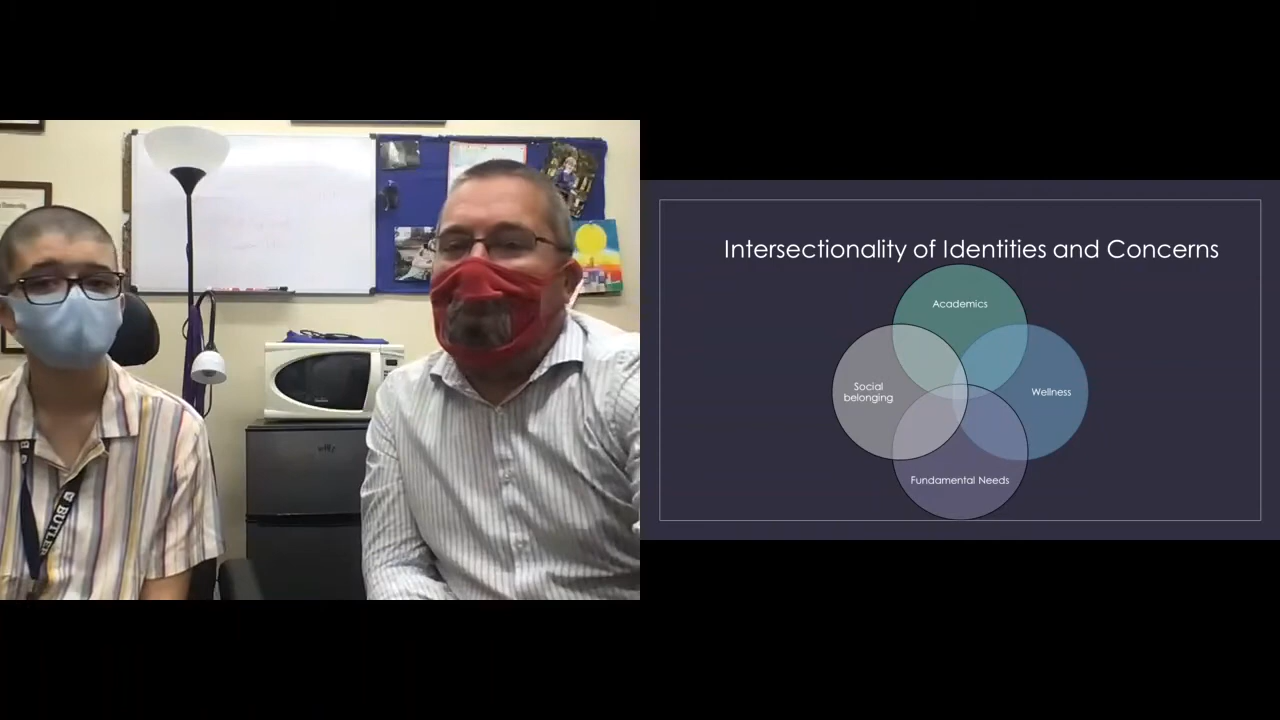 BUTLER
Intersectionality of Identities and Concerns
Academics
Social
belonging
Wellness
Fundamental Needs